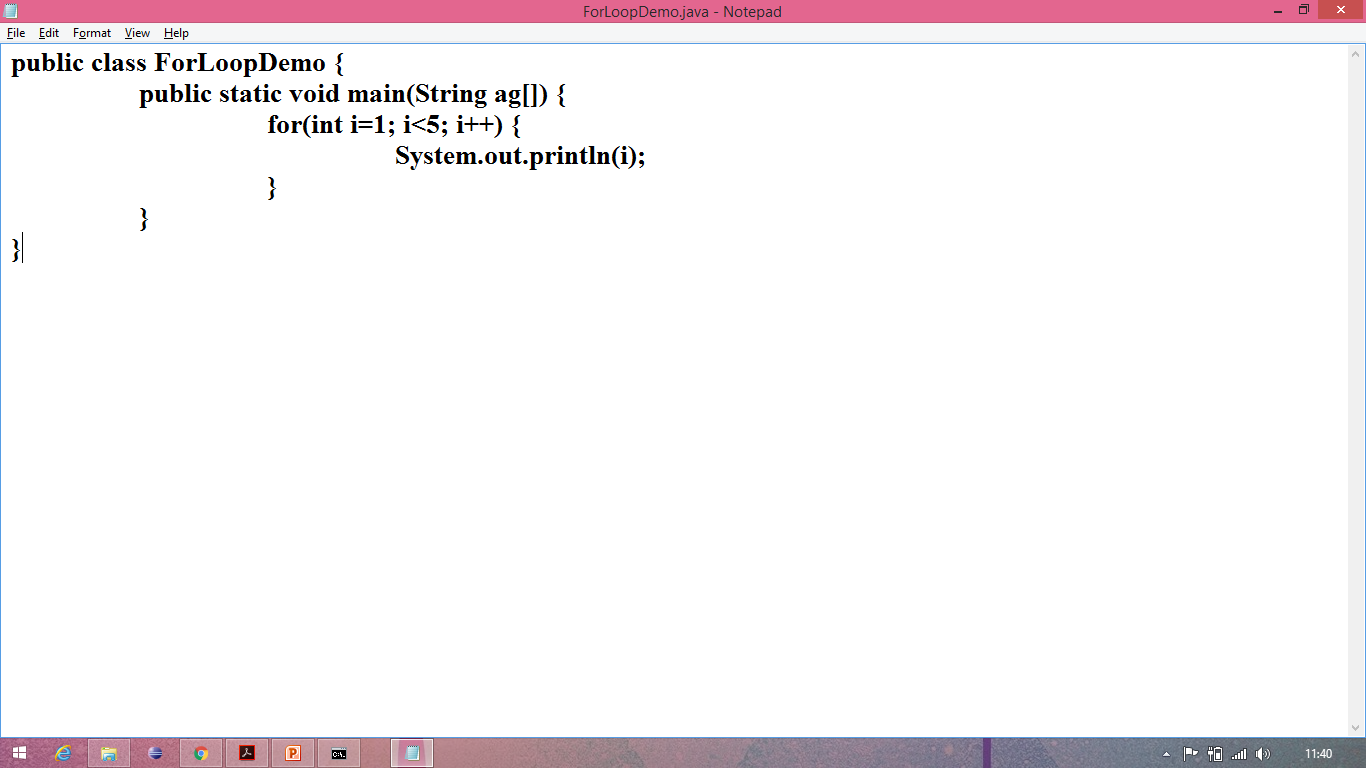 ForLoopDemo.java - Notepad
File Edit Format View Help
public class ForLoopDemo {
public static void main(String ag[]) {
for(int i=1; i<5; i++) {
System.out.println(i);
}
}
}
11:40